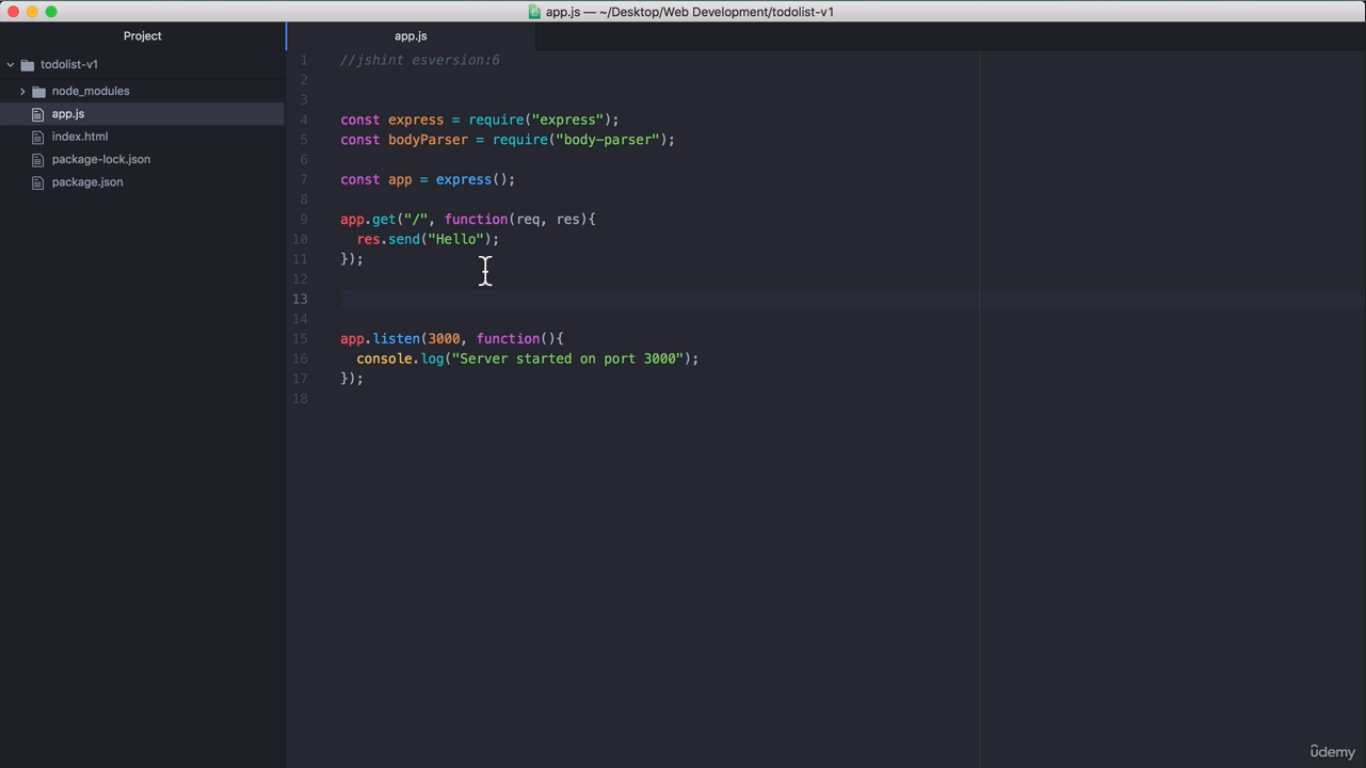 app.js — ~/Desktop/Web Development/todolist-v1
Project
app.js
todolist-v1
node_modules
app.js
index.html
package-lock.json
package.json
1 //jshint esversion:6
2
3
4 const express = require("express");
5 const bodyParser = require("body-parser");
6
7 const app = express();
8
9 app.get("/", function(req, res){
10 res.send("Hello");
11 });
12
13
14
15 app.listen(3000, function(){
16 console.log("Server started on port 3000");
17 });
18
ûdemy